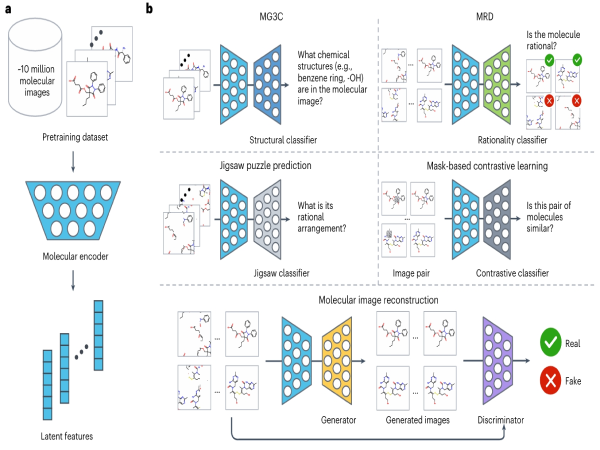 a
~10 million
molecular
images
Pretraining dataset
Molecular encoder
Latent features
b
MG3C
What chemical
structures (e.g.,
benzene ring, -OH)
are in the molecular
image?
Structural classifier
MRD
Is the molecule
rational?
Rationality classifier
Jigsaw puzzle prediction
What is its
rational
arrangement?
Jigsaw classifier
Mask-based contrastive learning
Is this pair of
molecules
similar?
Image pair
Contrastive classifier
Molecular image reconstruction
Real
Fake
Generator
Generated images
Discriminator